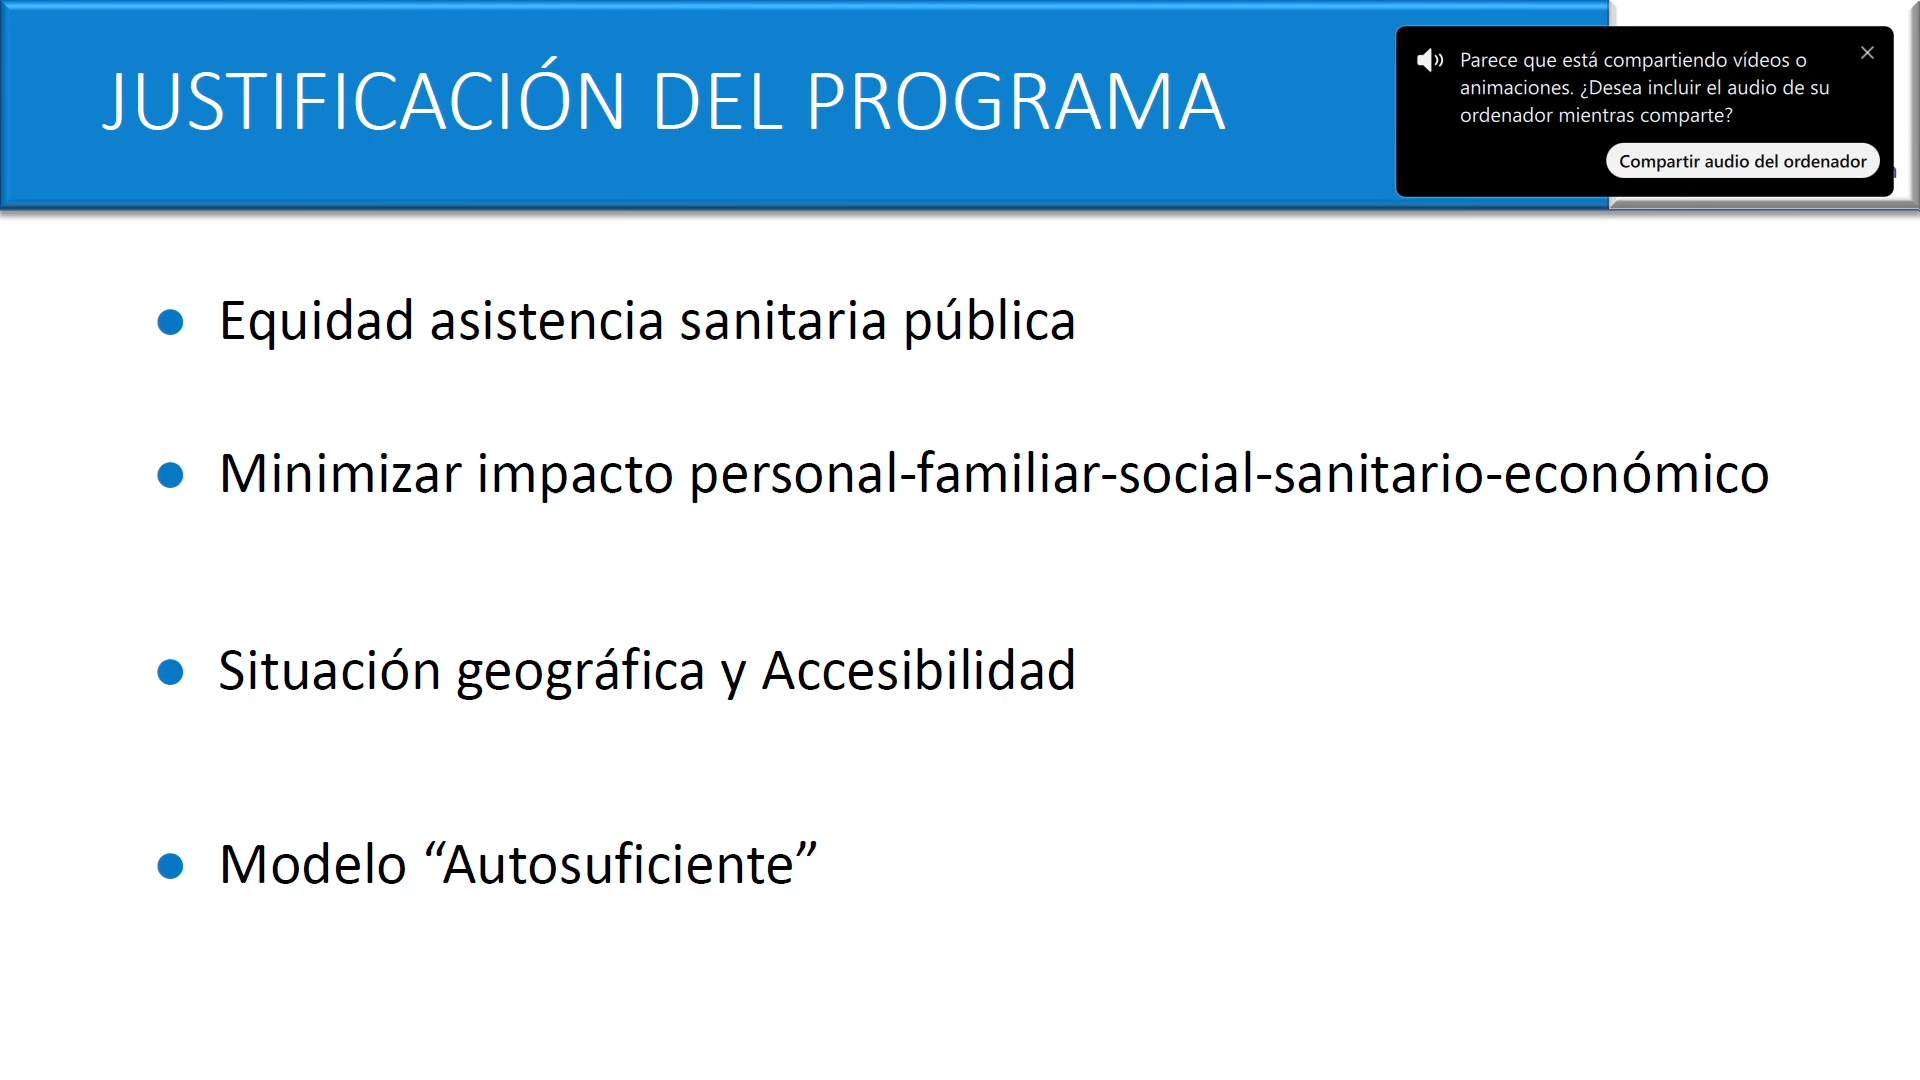 JUSTIFICACIÓN DEL PROGRAMA
Parece que está compartiendo vídeos o
animaciones. ¿Desea incluir el audio de su
ordenador mientras comparte?
Compartir audio del ordenador
Equidad asistencia sanitaria pública
Minimizar impacto personal-familiar-social-sanitario-económico
Situación geográfica y Accesibilidad
Modelo “Autosuficiente”